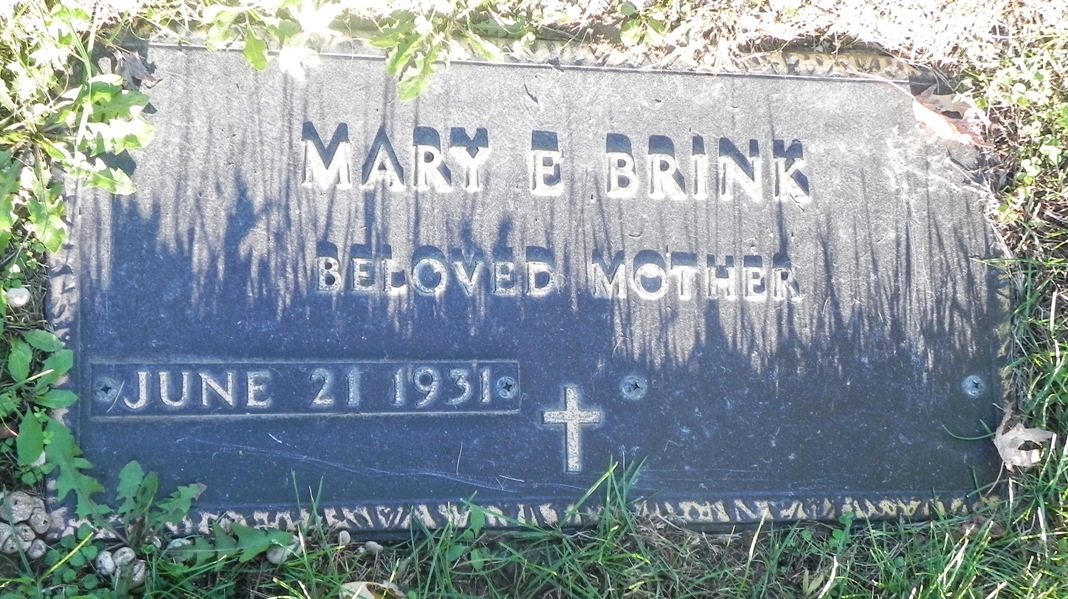 MARY E BRINK
BELOVED MOTHER
JUNE 21 1931